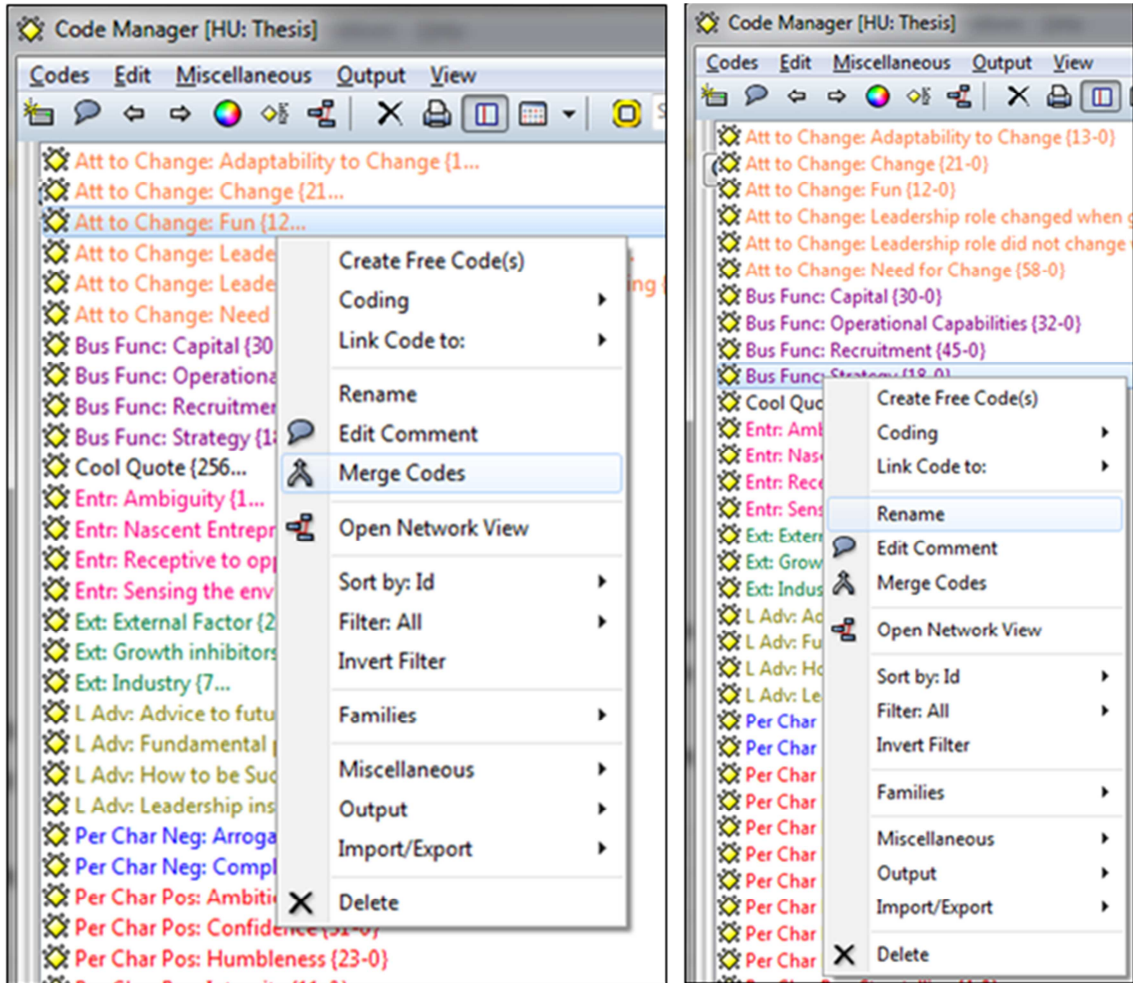 Code Manager [HU: Thesis]
Codes Edit Miscellaneous Output View
Att to Change: Adaptability to Change {1...
Att to Change: Change {21...
Att to Change: Fun {12...
Att to Change: Leade
Att to Change: Leade ing {
Att to Change: Need
Bus Func: Capital {30
Bus Func: Operationa
Bus Func: Recruitmer
Bus Func: Strategy {18
Cool Quote {256...
Entr: Ambiguity {1...
Entr: Nascent Entrepr
Entr: Receptive to opp
Entr: Sensing the env
Ext: External Factor {2
Ext: Growth inhibitors
Ext: Industry {7...
L Adv: Advice to futu
L Adv: Fundamental p
L Adv: How to be Suc
L Adv: Leadership ins
Per Char Neg: Arroga
Per Char Neg: Compl
Per Char Pos: Ambitio
Per Char Pos: Confidence {51-0}
Per Char Pos: Humbleness {23-0}
Create Free Code(s)
Coding
Link Code to:
Rename
Edit Comment
Merge Codes
Open Network View
Sort by: Id
Filter: All
Invert Filter
Families
Miscellaneous
Output
Import/Export
Delete
Code Manager [HU: Thesis]
Codes Edit Miscellaneous Output View
Att to Change: Adaptability to Change {13-0}
Att to Change: Change {21-0}
Att to Change: Fun {12-0}
Att to Change: Leadership role changed when g
Att to Change: Leadership role did not change
Att to Change: Need for Change {58-0}
Bus Func: Capital {30-0}
Bus Func: Operational Capabilities {32-0}
Bus Func: Recruitment {45-0}
Bus Func: Strategy {18-0}
Cool Quo
Entr: Amb
Entr: Nasc
Entr: Rece
Entr: Sens
Ext: Extern
Ext: Grow
Ext: Indus
L Adv: Ad
L Adv: Fu
L Adv: Ho
L Adv: Le
Per Char
Per Char
Per Char
Per Char
Per Char
Per Char
Per Char
Per Char
Per Char
Per Char
Create Free Code(s)
Coding
Link Code to:
Rename
Edit Comment
Merge Codes
Open Network View
Sort by: Id
Filter: All
Invert Filter
Families
Miscellaneous
Output
Import/Export
Delete